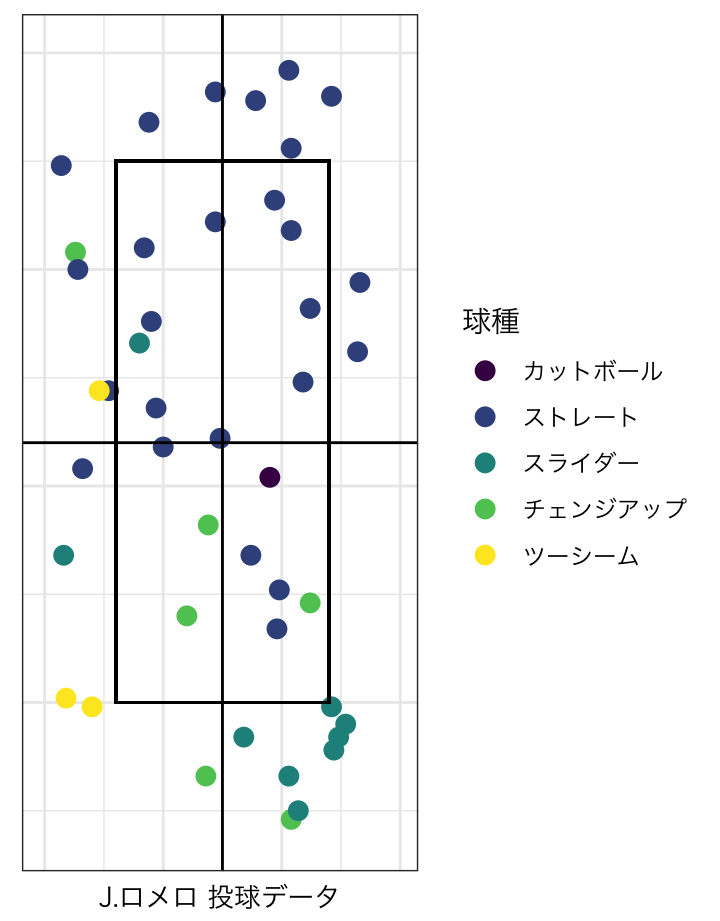 球種
カットボール
ストレート
スライダー
チェンジアップ
ツーシーム
J.ロメロ 投球データ